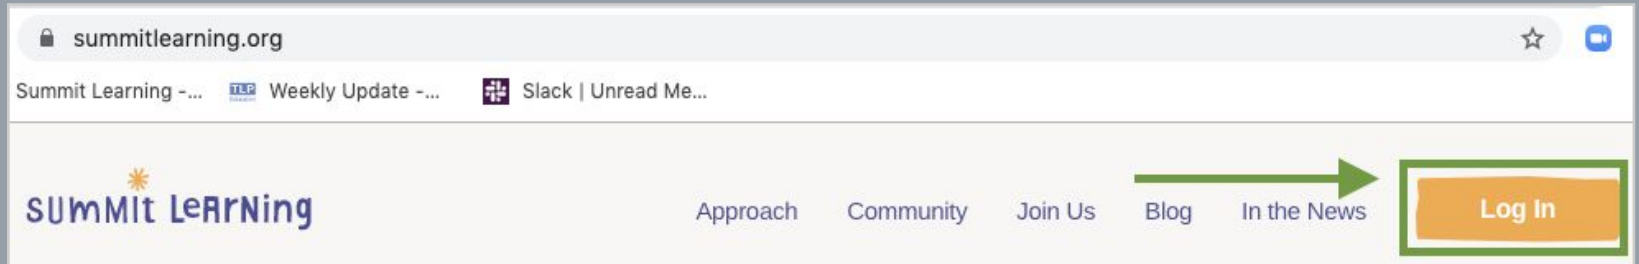 summitlearning.org
Summit Learning -... TLP Weekly Update -... Slack | Unread Me...
SUMMIT LEARNING Approach Community Join Us Blog In the News Log In